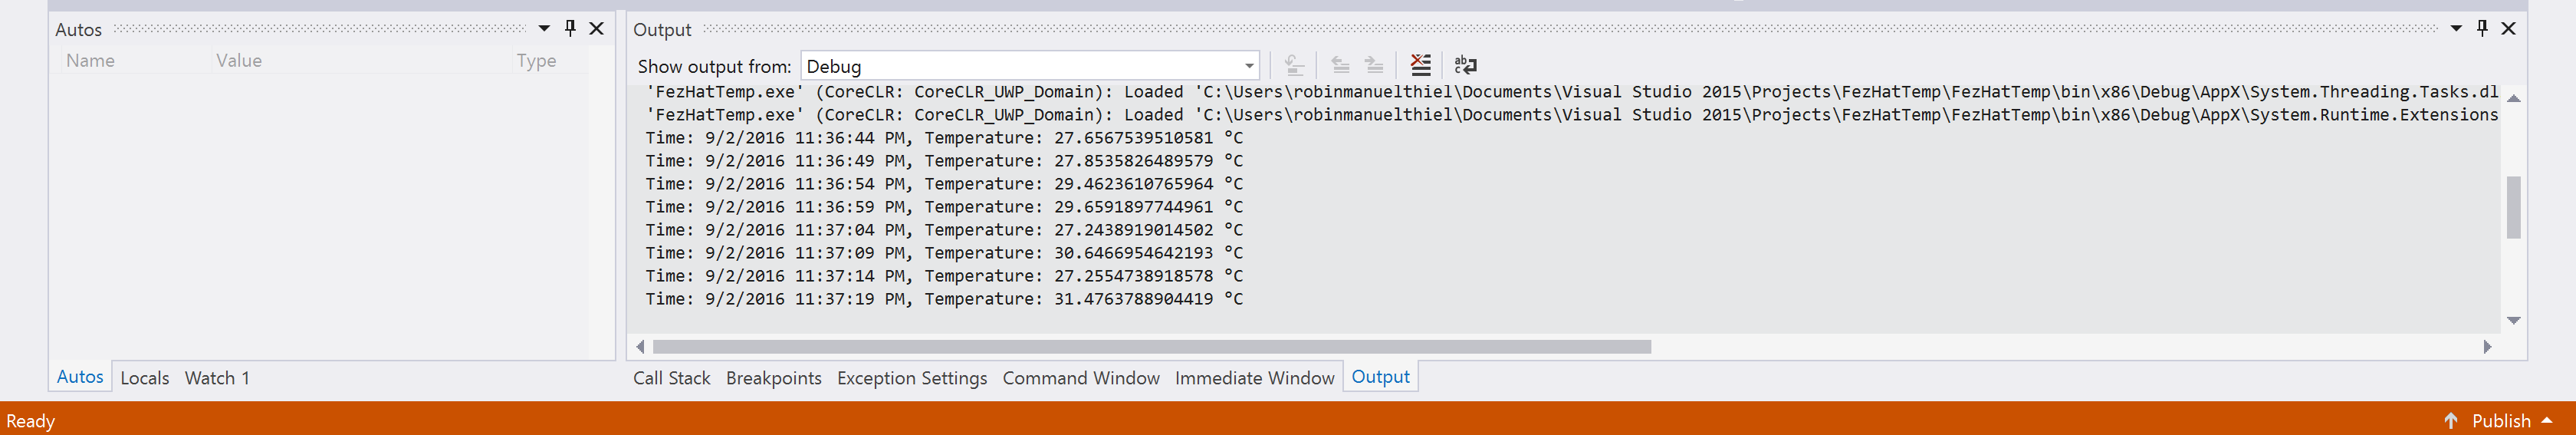 Autos
Name Value Type
Autos Locals Watch 1
Output
Show output from: Debug
'FezHatTemp.exe' (CoreCLR: CoreCLR_UWP_Domain): Loaded 'C:\Users\robinmanuelthiel\Documents\Visual Studio 2015\Projects\FezHatTemp\FezHatTemp\bin\x86\Debug\AppX\System.Threading.Tasks.dl
'FezHatTemp.exe' (CoreCLR: CoreCLR_UWP_Domain): Loaded 'C:\Users\robinmanuelthiel\Documents\Visual Studio 2015\Projects\FezHatTemp\FezHatTemp\bin\x86\Debug\AppX\System.Runtime.Extensions
Time: 9/2/2016 11:36:44 PM, Temperature: 27.6567539510581 °C
Time: 9/2/2016 11:36:49 PM, Temperature: 27.8535826489579 °C
Time: 9/2/2016 11:36:54 PM, Temperature: 29.4623610765964 °C
Time: 9/2/2016 11:36:59 PM, Temperature: 29.6591897744961 °C
Time: 9/2/2016 11:37:04 PM, Temperature: 27.2438919014502 °C
Time: 9/2/2016 11:37:09 PM, Temperature: 30.6466954642193 °C
Time: 9/2/2016 11:37:14 PM, Temperature: 27.2554738918578 °C
Time: 9/2/2016 11:37:19 PM, Temperature: 31.4763788904419 °C
Call Stack Breakpoints Exception Settings Command Window Immediate Window Output
Ready Publish